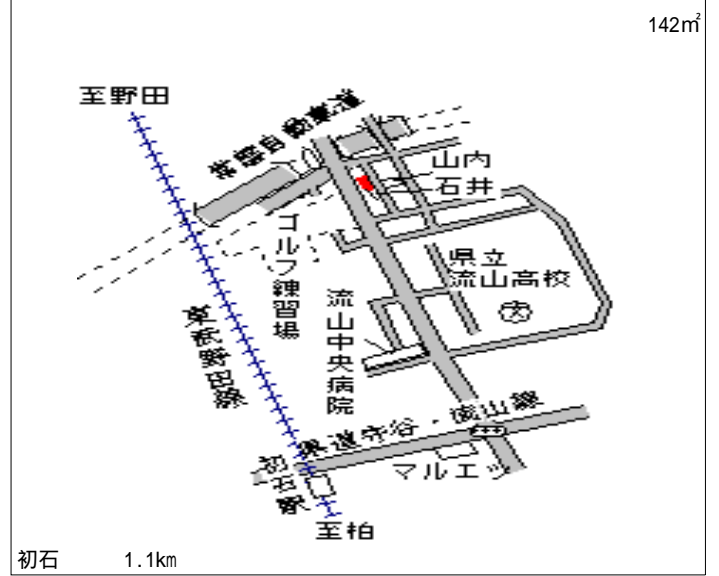 142㎡
至野田
常磐自動車道
山内
石井
ゴルフ練習場
県立
流山高校
流山中央病院
東武野田線
県道守谷・流山線
マルエツ
初石駅
至柏
初石 1.1km